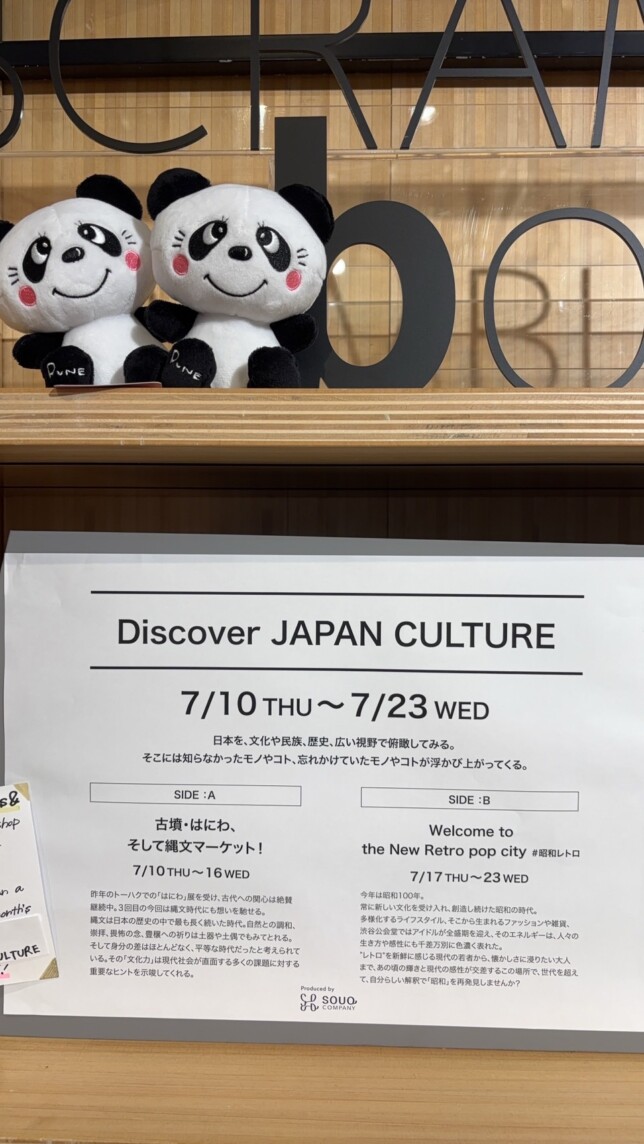 CRA
bo
BI
RUNE
RUNE
Discover JAPAN CULTURE
7/10 THU〜7/23 WED
日本を、文化や民族、歴史、広い視野で俯瞰してみる。
そこには知らなかったモノやコト、忘れかけていたモノやコトが浮かび上がってくる。
SIDE :A
古墳・はにわ、
そして縄文マーケット!
7/10 THU〜16 WED
昨年のトーハクでの「はにわ」展を受け、古代への関心は絶賛
継続中。3回目の今回は縄文時代にも想いを馳せる。
縄文は日本の歴史の中で最も長く続いた時代。自然との調和、
崇拝、畏怖の念、豊穣への祈りは土器や土偶でもみてとれる。
そして身分の差はほとんどなく、平等な時代だったと考えられて
いる。その「文化力」は現代社会が直面する多くの課題に対する
重要なヒントを示唆してくれる。
SIDE :B
Welcome to
the New Retro pop city #昭和レトロ
7/17 THU〜23 WED
今年は昭和100年。
常に新しい文化を受け入れ、創造し続けた昭和の時代。
多様化するライフスタイル、そこから生まれるファッションや雑貨、
渋谷公会堂ではアイドルが全盛期を迎え、そのエネルギーは、人々の
生き方や感性にも千差万別に色濃く表れた。
"レトロ"を新鮮に感じる現代の若者から、懐かしさに浸りたい大人
まで、あの頃の輝きと現代の感性が交差するこの場所で、世代を超え
て、自分らしい解釈で「昭和」を再発見しませんか?
Produced by
SOUQ
COMPANY
s&
hop
n a
onth's
ULTURE
!